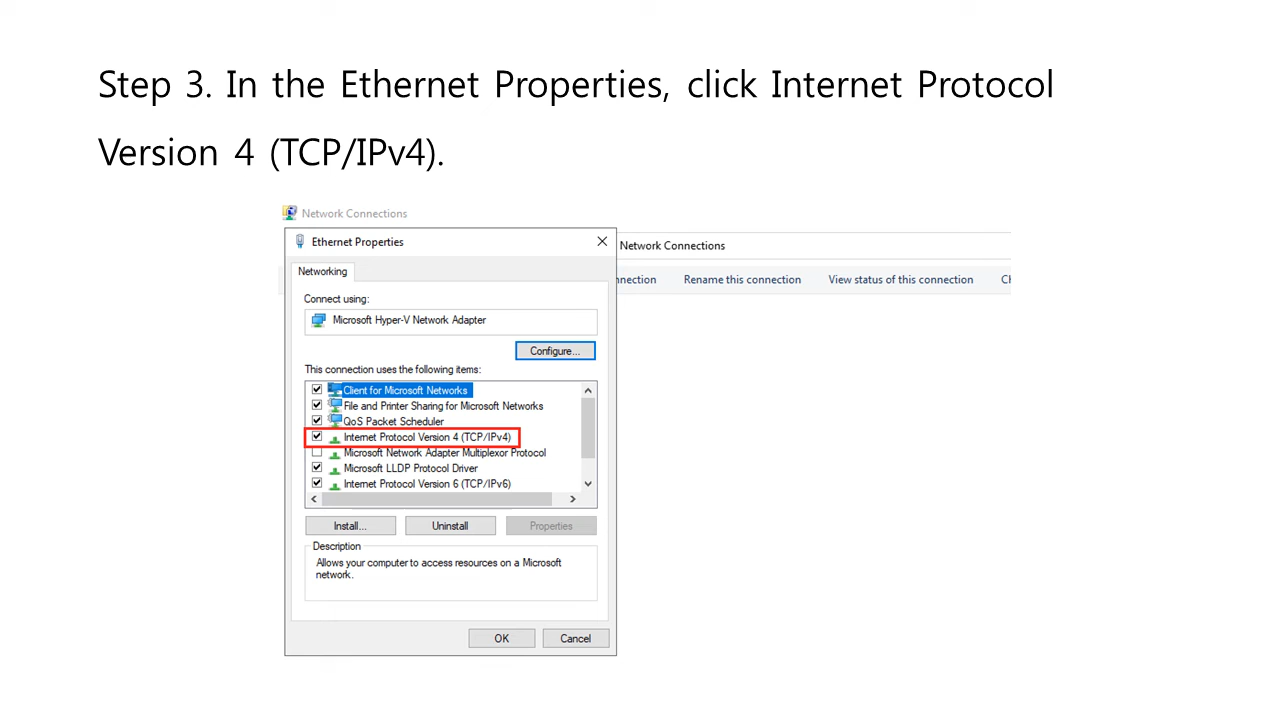 Step 3. In the Ethernet Properties, click Internet Protocol
Version 4 (TCP/IPv4).
Network Connections
Ethernet Properties
Network Connections
Networking
nnection Rename this connection View status of this connection Ch
Connect using:
Microsoft Hyper-V Network Adapter
Configure...
This connection uses the following items:
Client for Microsoft Networks
File and Printer Sharing for Microsoft Networks
QoS Packet Scheduler
Internet Protocol Version 4 (TCP/IPv4)
Microsoft Network Adapter Multiplexor Protocol
Microsoft LLDP Protocol Driver
Internet Protocol Version 6 (TCP/IPv6)
Install... Uninstall Properties
Description
Allows your computer to access resources on a Microsoft
network.
OK Cancel